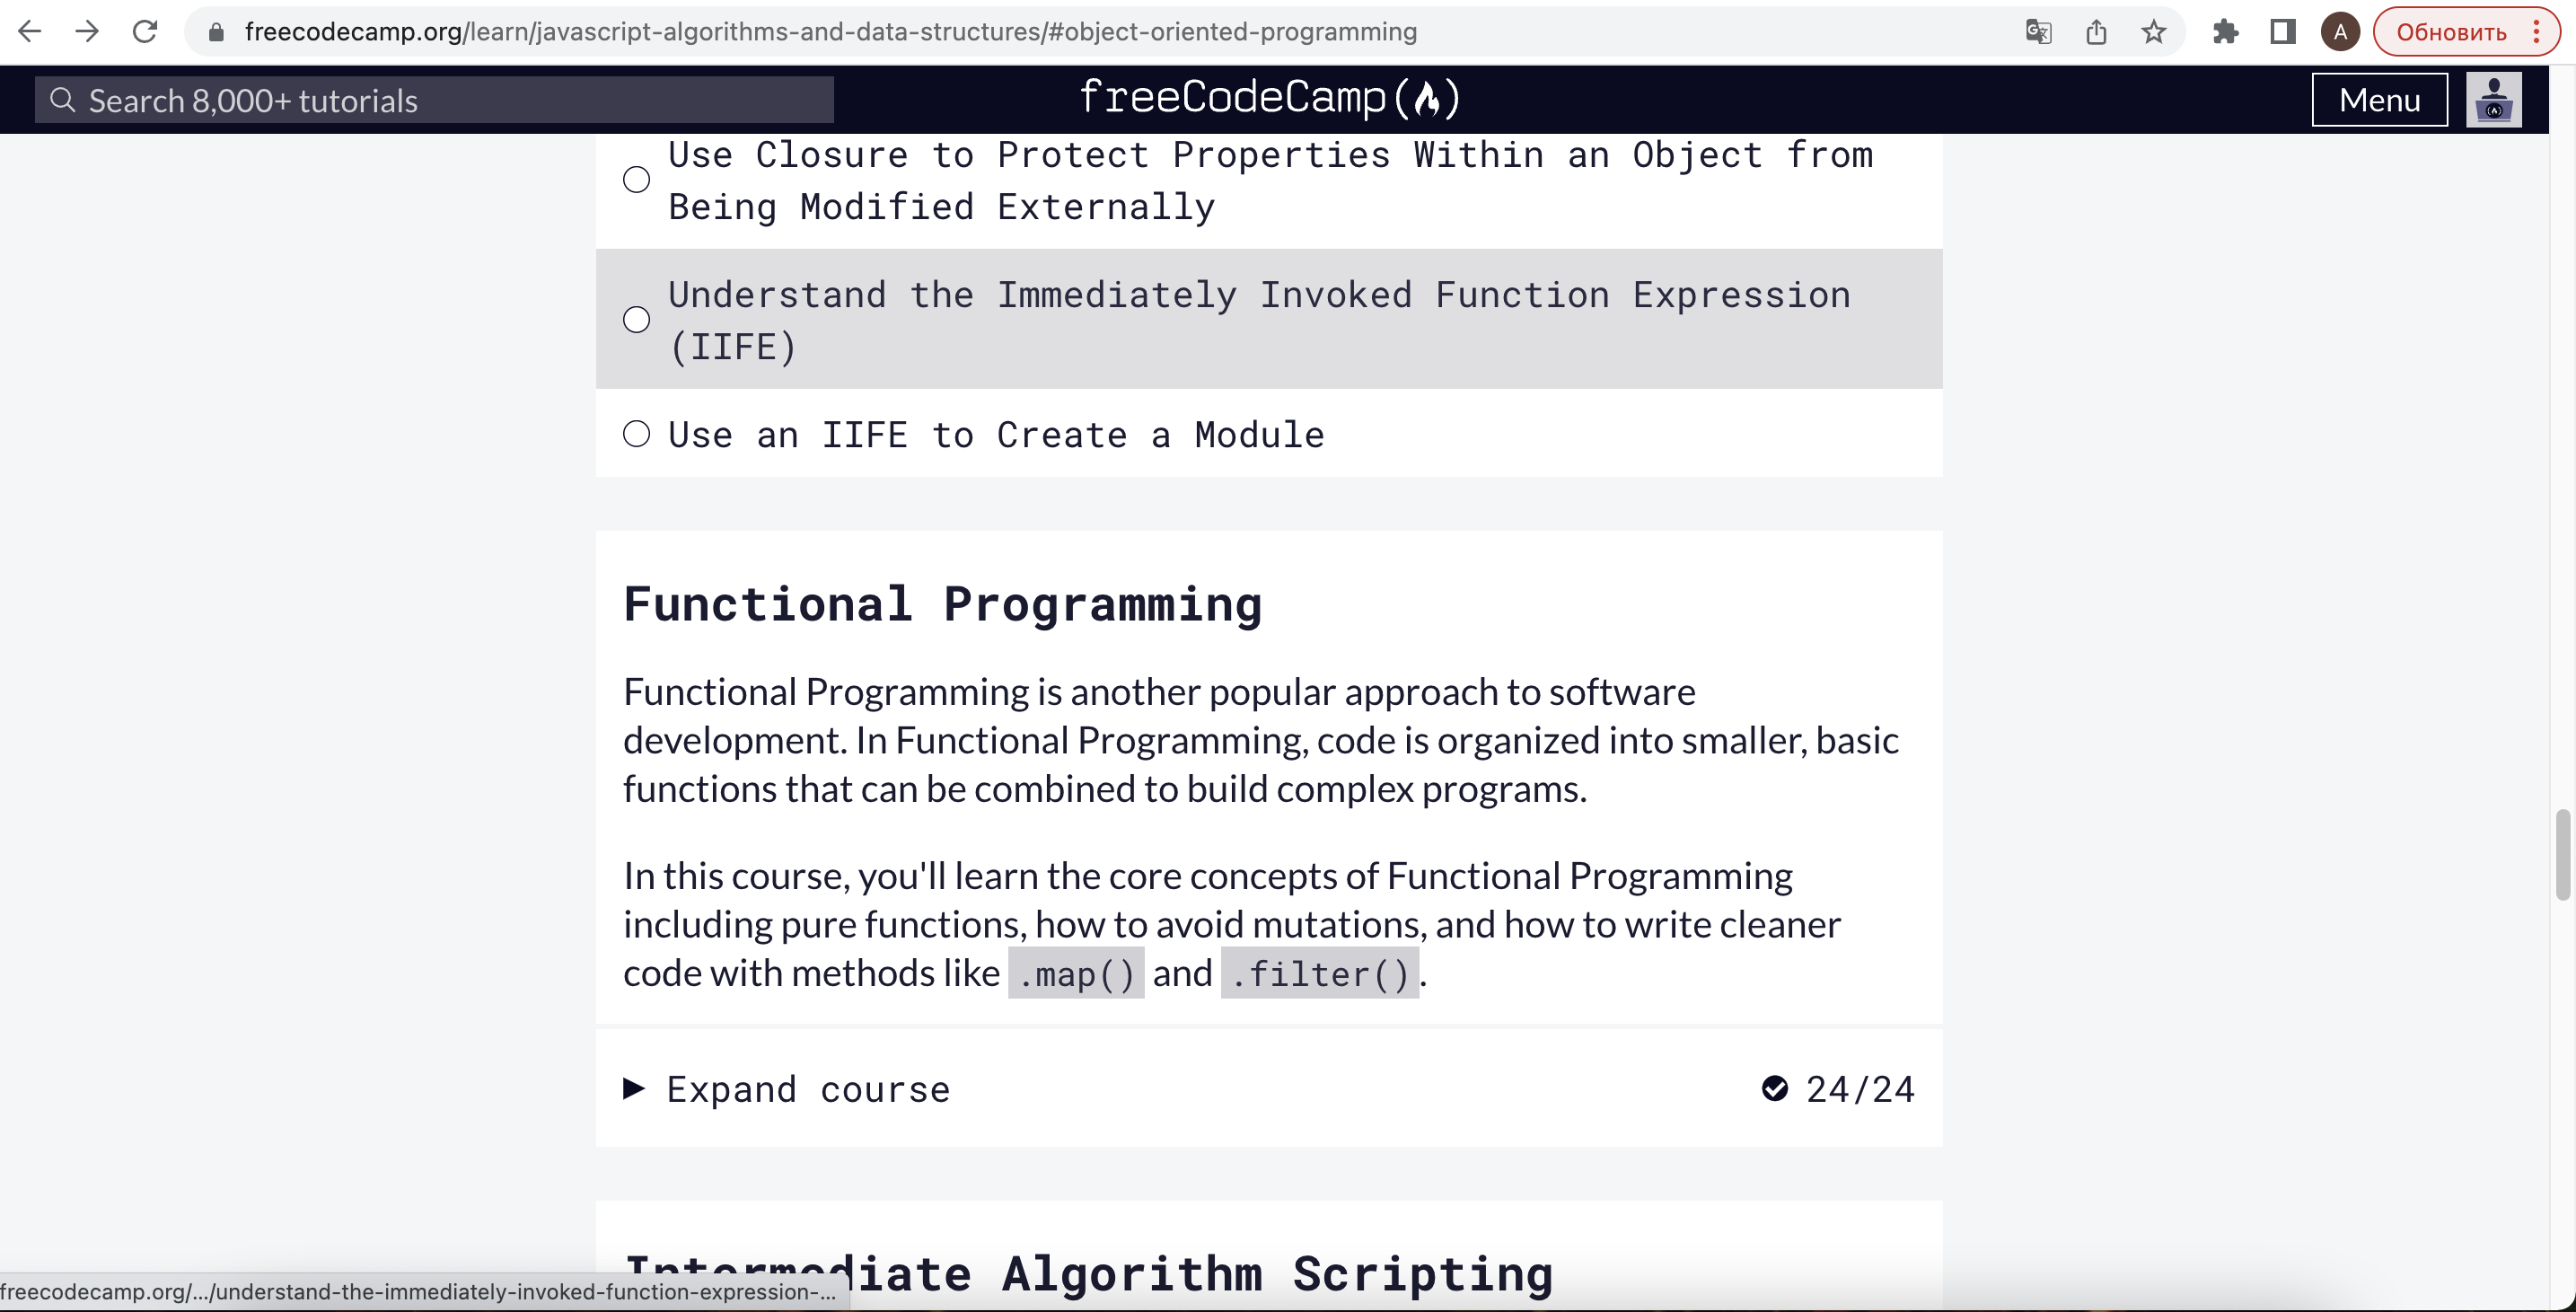 freecodecamp.org/learn/javascript-algorithms-and-data-structures/#object-oriented-programming
A
Обновить
Search 8,000+ tutorials
freeCodeCamp
Menu
Use Closure to Protect Properties Within an Object from
Being Modified Externally
Understand the Immediately Invoked Function Expression
(IIFE)
Use an IIFE to Create a Module
Functional Programming
Functional Programming is another popular approach to software
development. In Functional Programming, code is organized into smaller, basic
functions that can be combined to build complex programs.
In this course, you'll learn the core concepts of Functional Programming
including pure functions, how to avoid mutations, and how to write cleaner
code with methods like .map() and .filter().
Expand course
24/24
Intermediate Algorithm Scripting
freecodecamp.org/.../understand-the-immediately-invoked-function-expression-...